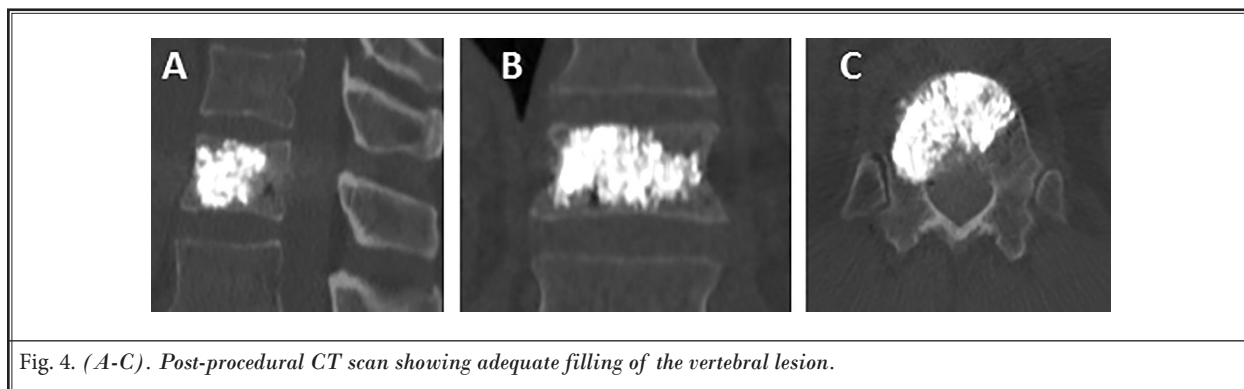 A
B
C
Fig. 4. (A-C). Post-procedural CT scan showing adequate filling of the vertebral lesion.